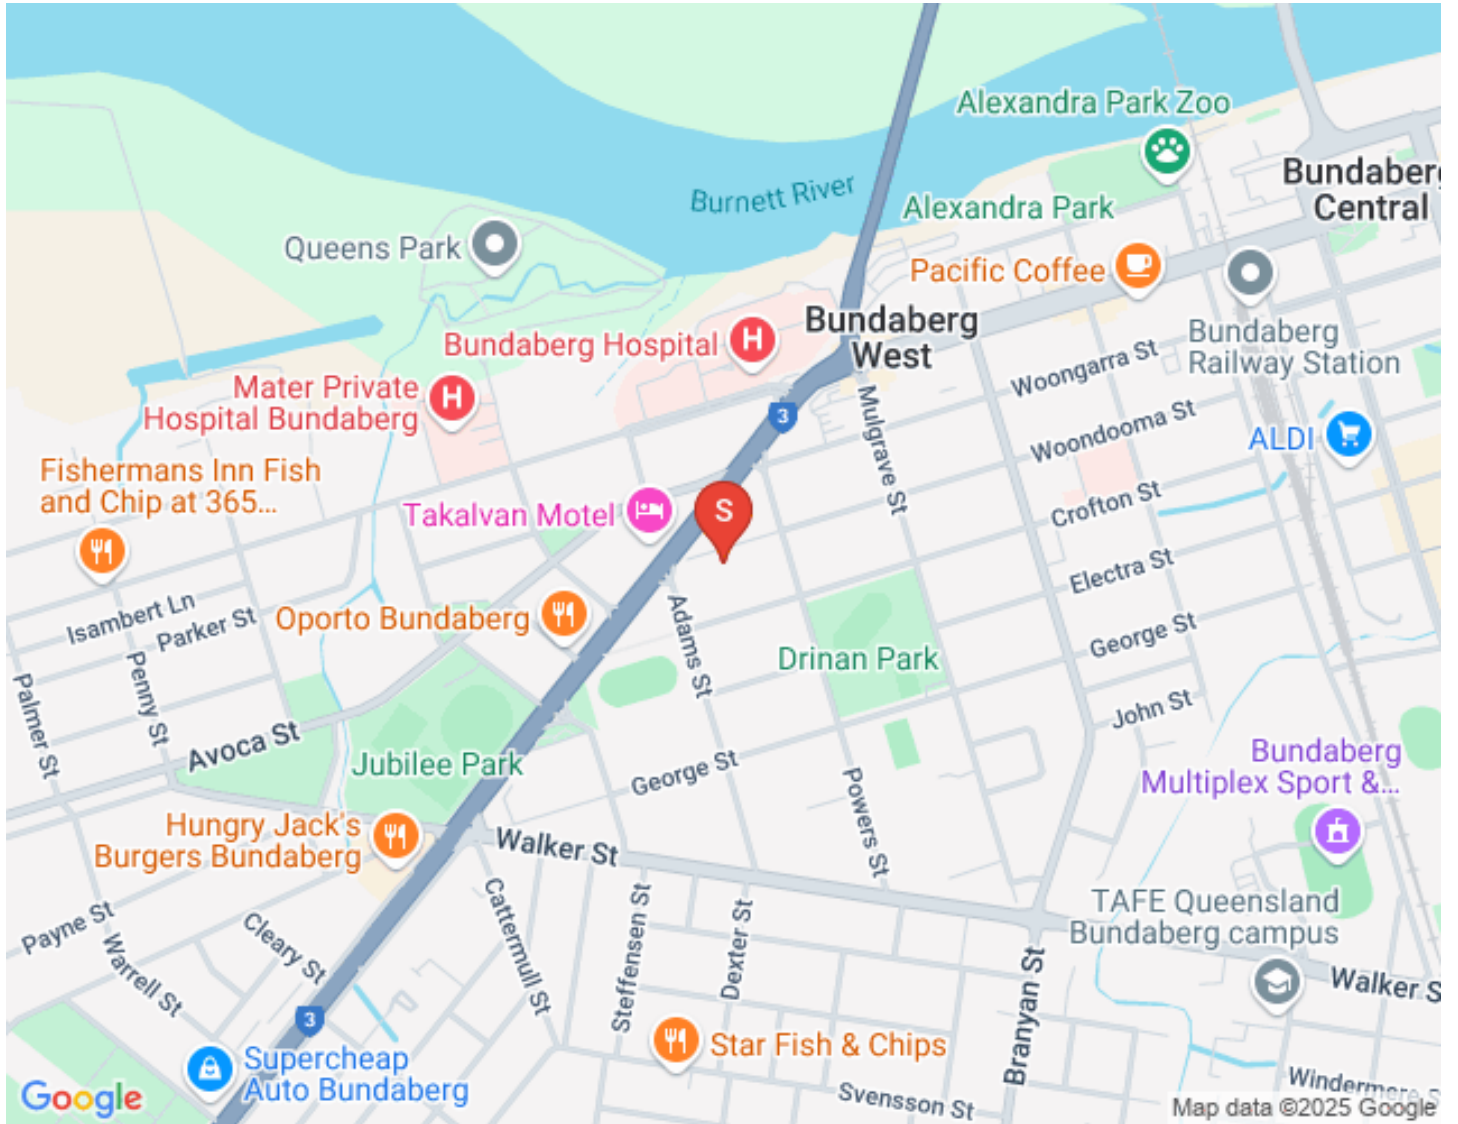 Alexandra Park Zoo
Bundaberg
Central
Burnett River
Alexandra Park
Queens Park
Pacific Coffee
Bundaberg
West
Bundaberg
Railway Station
Bundaberg Hospital
Woongarra St
Mater Private
Hospital Bundaberg
3
Mulgrave St
Woondooma St
ALDI
Fishermans Inn Fish
and Chip at 365...
Takalvan Motel
S
Crofton St
Electra St
Isambert Ln
Parker St
Oporto Bundaberg
Adams St
George St
Drinan Park
Palmer St
Penny St
John St
Avoca St
Jubilee Park
George St
Powers St
Bundaberg
Multiplex Sport &...
Hungry Jack's
Burgers Bundaberg
Walker St
Cattermull St
Steffensen St
Dexter St
TAFE Queensland
Bundaberg campus
Payne St
Warrell St
Cleary St
Branyan St
Walker S
3
Star Fish & Chips
Supercheap
Auto Bundaberg
Svensson St
Windermere S
Google
Map data ©2025 Google